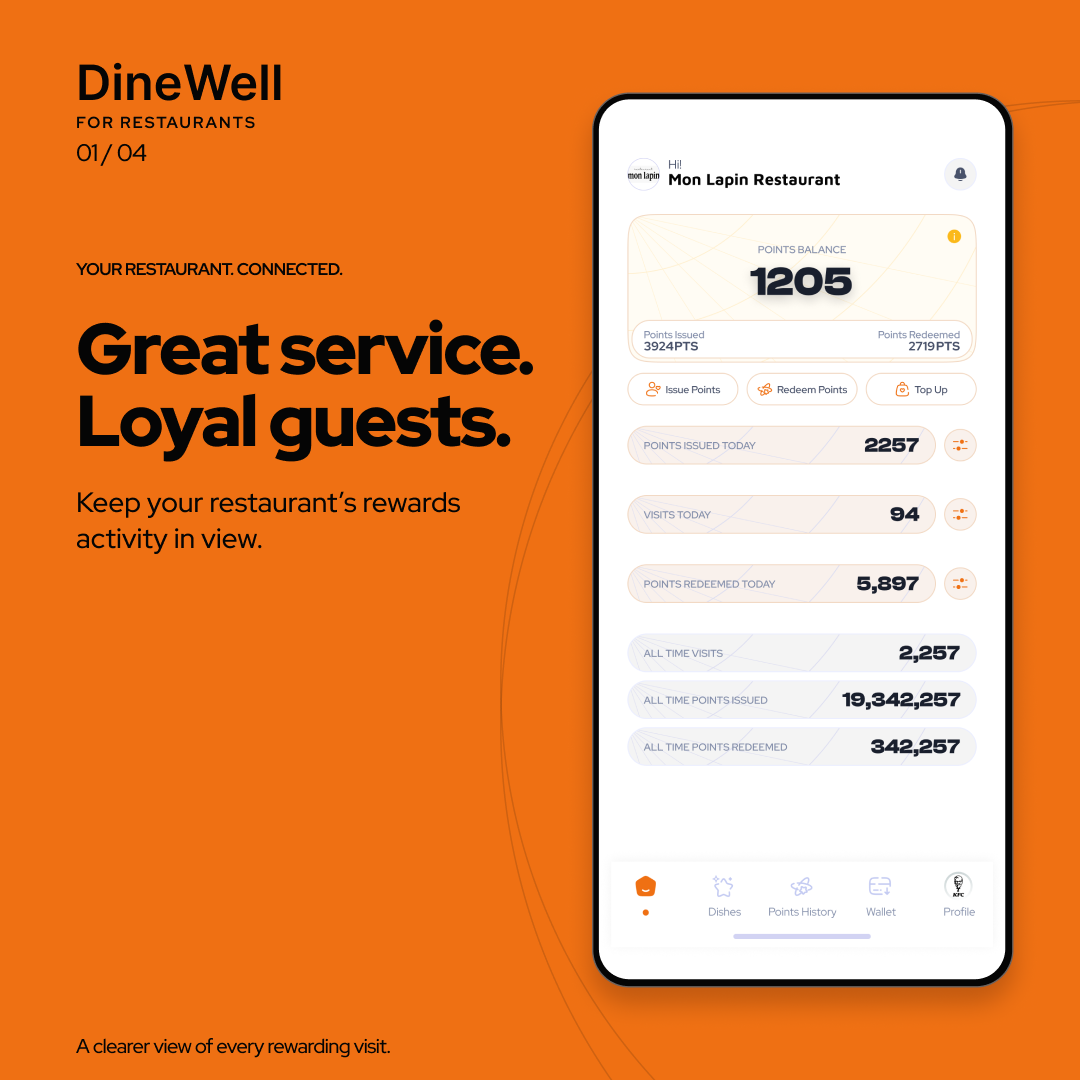 DineWell
FOR RESTAURANTS
01 / 04
YOUR RESTAURANT. CONNECTED.
Great service.
Loyal guests.
Keep your restaurant’s rewards
activity in view.
A clearer view of every rewarding visit.
mon lapin
Hi!
Mon Lapin Restaurant
POINTS BALANCE
1205
Points Issued
3924PTS
Points Redeemed
2719PTS
Issue Points
Redeem Points
Top Up
POINTS ISSUED TODAY
2257
VISITS TODAY
94
POINTS REDEEMED TODAY
5,897
ALL TIME VISITS
2,257
ALL TIME POINTS ISSUED
19,342,257
ALL TIME POINTS REDEEMED
342,257
Dishes
Points History
Wallet
KFC
Profile